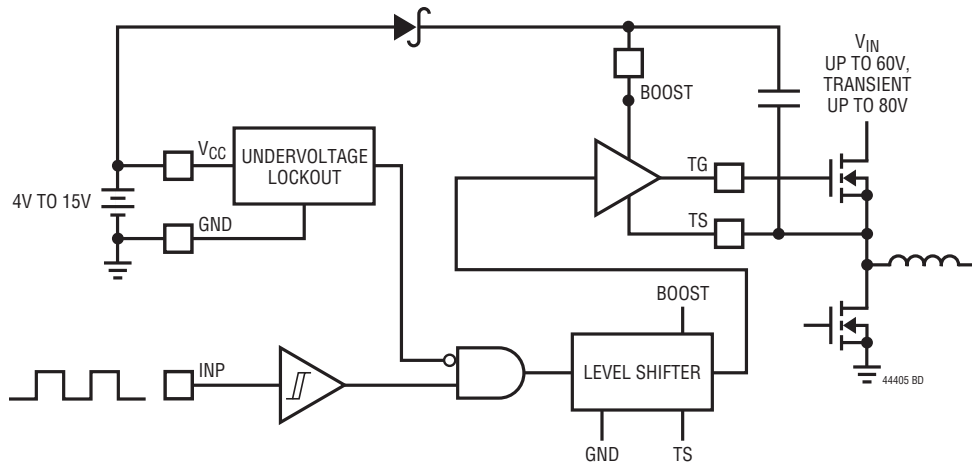 V_IN
UP TO 60V,
TRANSIENT
UP TO 80V
BOOST
V_CC
UNDERVOLTAGE
LOCKOUT
TG
4V TO 15V
GND
TS
BOOST
INP
LEVEL SHIFTER
44405 BD
GND
TS